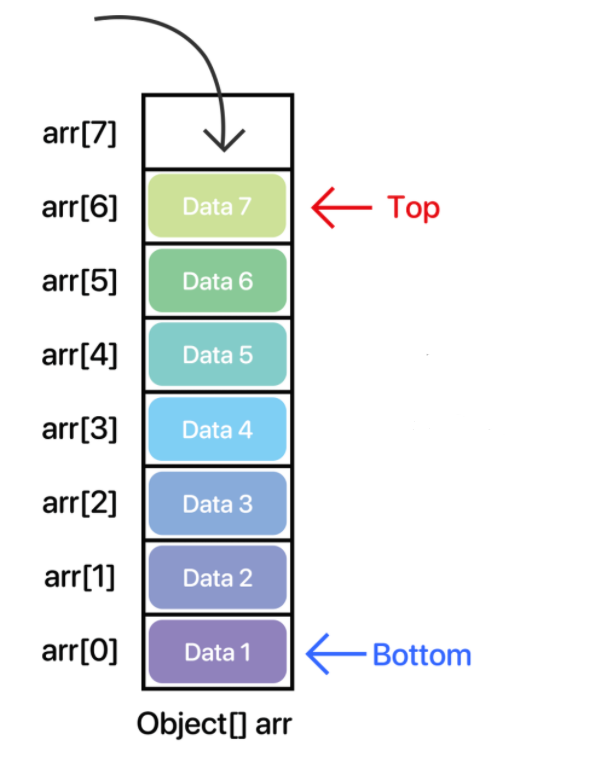 arr[7]
arr[6] Data 7 Top
arr[5] Data 6
arr[4] Data 5
arr[3] Data 4
arr[2] Data 3
arr[1] Data 2
arr[0] Data 1 Bottom
Object[] arr